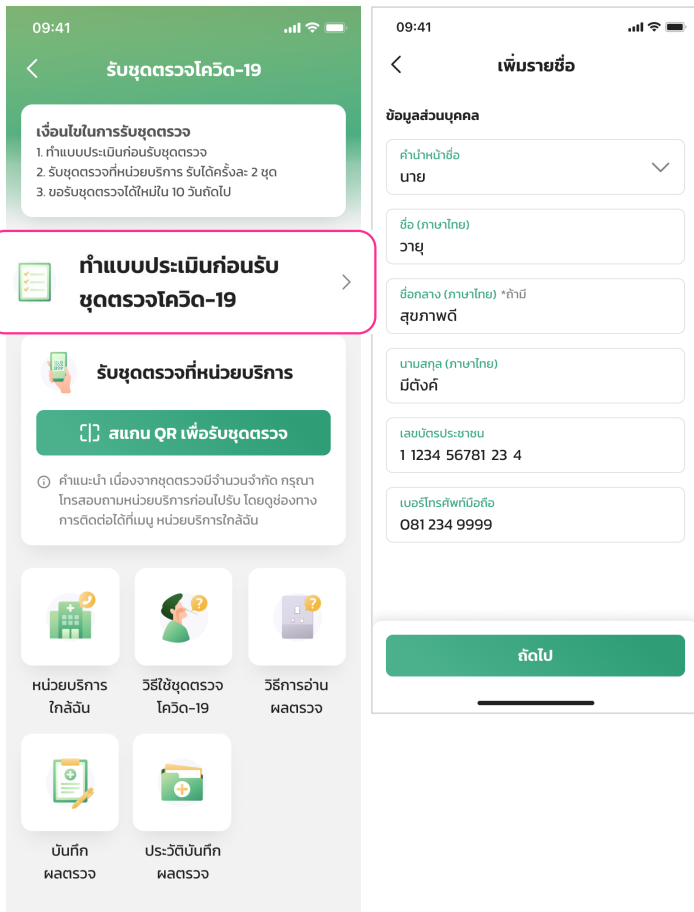 09:41
รับชุดตรวจโควิด-19
เงื่อนไขในการรับชุดตรวจ
1. ทำแบบประเมินก่อนรับชุดตรวจ
2. รับชุดตรวจที่หน่วยบริการ รับได้ครั้งละ 2 ชุด
3. ขอรับชุดตรวจได้ใหม่ใน 10 วันถัดไป
ทำแบบประเมินก่อนรับ
ชุดตรวจโควิด-19
รับชุดตรวจที่หน่วยบริการ
สแกน QR เพื่อรับชุดตรวจ
คำแนะนำ เนื่องจากชุดตรวจมีจำนวนจำกัด กรุณา
โทรสอบถามหน่วยบริการก่อนไปรับ โดยดูช่องทาง
การติดต่อได้ที่เมนู หน่วยบริการใกล้ฉัน
หน่วยบริการ
ใกล้ฉัน
วิธีใช้ชุดตรวจ
โควิด-19
วิธีการอ่าน
ผลตรวจ
บันทึก
ผลตรวจ
ประวัติบันทึก
ผลตรวจ
09:41
เพิ่มรายชื่อ
ข้อมูลส่วนบุคคล
คำนำหน้าชื่อ
นาย
ชื่อ (ภาษาไทย)
วายุ
ชื่อกลาง (ภาษาไทย) *ถ้ามี
สุขภาพดี
นามสกุล (ภาษาไทย)
มีตังค์
เลขบัตรประชาชน
1 1234 56781 23 4
เบอร์โทรศัพท์มือถือ
081 234 9999
ถัดไป